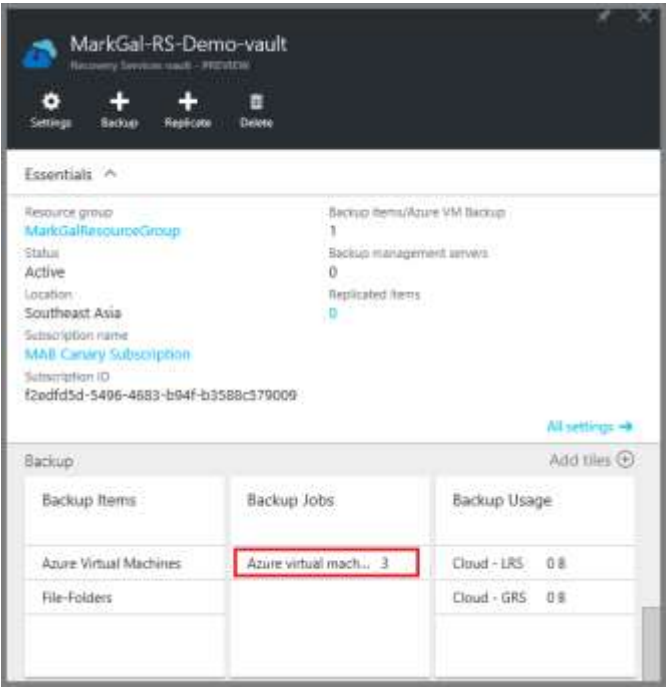 MarkGal-RS-Demo-vault
Recovery Services vault - PREVIEW
Settings Backup Replicate Delete
Essentials
Resource group
MarkGalResourceGroup
Status
Active
Location
Southeast Asia
Subscription name
MAB Canary Subscription
Subscription ID
f2edfd5d-5496-4683-b94f-b3588c579009
Backup items/Azure VM Backup
1
Backup management servers
0
Replicated items
0
All settings
Backup Add tiles
Backup Items Backup Jobs Backup Usage
Azure Virtual Machines Azure virtual mach... 3 Cloud - LRS 0 B
File-Folders Cloud - GRS 0 B